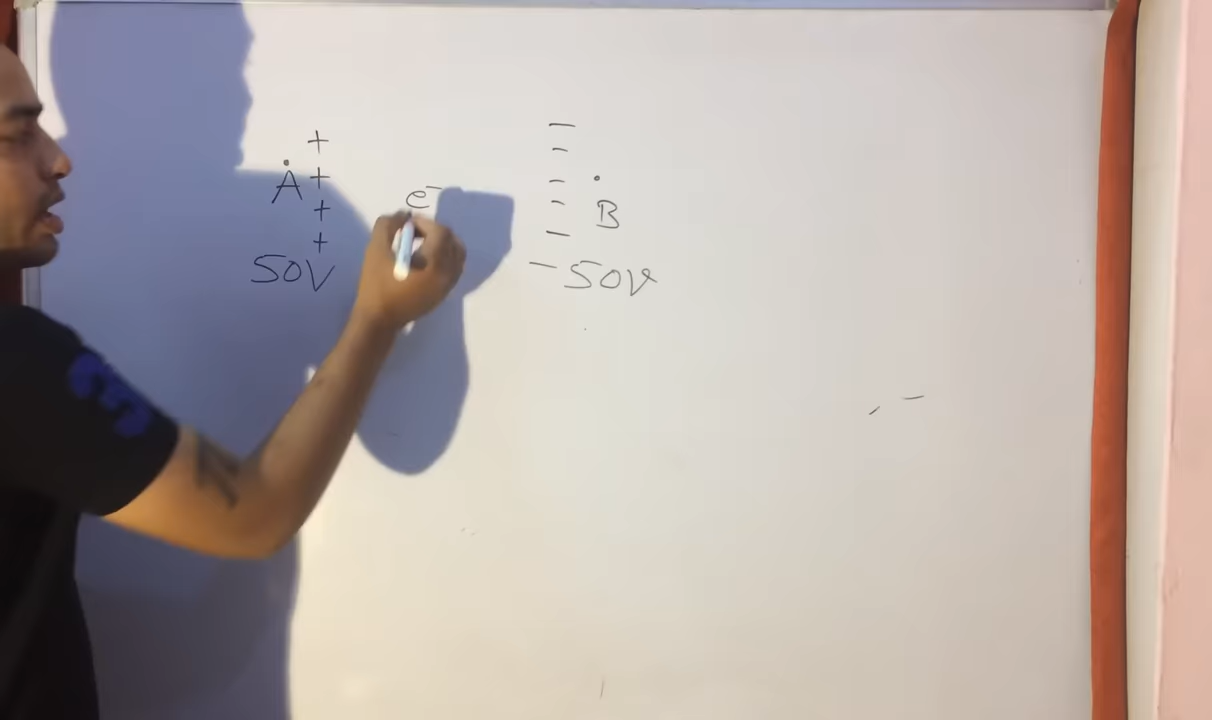 + + + +
A
50V
e⁻
− − − − −
B
−50V